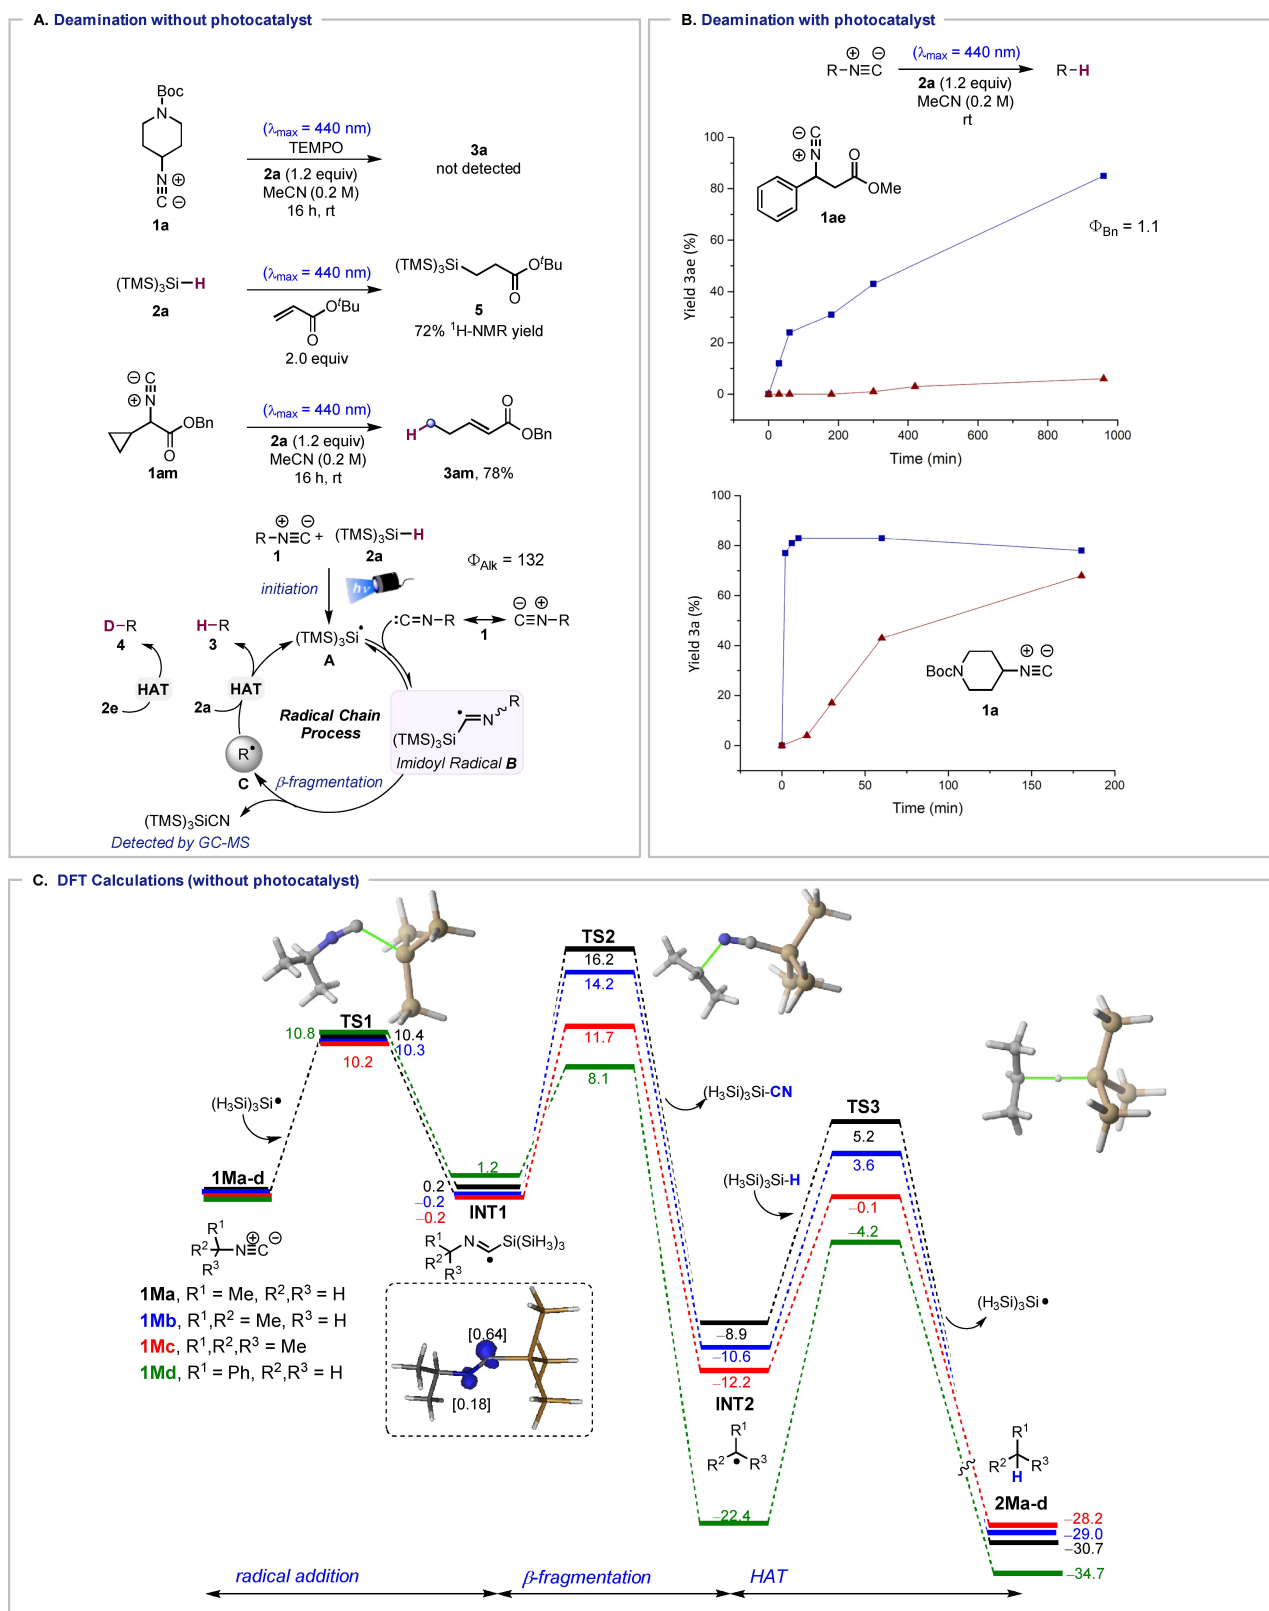 A. Deamination without photocatalyst
Boc
N
N
C
1a
(λmax = 440 nm)
TEMPO
2a (1.2 equiv)
MeCN (0.2 M)
16 h, rt
3a
not detected
(TMS)3Si–H
2a
(λmax = 440 nm)
OtBu
O
2.0 equiv
(TMS)3Si
OtBu
O
5
72% 1H-NMR yield
C
N
OBn
O
1am
(λmax = 440 nm)
2a (1.2 equiv)
MeCN (0.2 M)
16 h, rt
H
O
OBn
3am, 78%
R–N≡C +
1
(TMS)3Si–H
2a
ΦAlk = 132
initiation
hν
D–R
4
H–R
3
(TMS)3Si•
A
:C=N–R
1
C≡N–R
HAT
2e
HAT
2a
Radical Chain
Process
R
N
(TMS)3Si
Imidoyl Radical B
R•
C
β-fragmentation
(TMS)3SiCN
Detected by GC-MS
B. Deamination with photocatalyst
R–N≡C
(λmax = 440 nm)
2a (1.2 equiv)
MeCN (0.2 M)
rt
R–H
100
80
60
40
20
0
Yield 3ae (%)
C
N
O
OMe
1ae
ΦBn = 1.1
0 200 400 600 800 1000
Time (min)
100
80
60
40
20
0
Yield 3a (%)
BocN
N≡C
1a
0 50 100 150 200
Time (min)
C. DFT Calculations (without photocatalyst)
TS2
16.2
14.2
11.7
8.1
TS1
10.8
10.4
10.3
10.2
(H3Si)3Si•
(H3Si)3Si-CN
TS3
5.2
3.6
−0.1
−4.2
1Ma-d
1.2
0.2
−0.2
−0.2
INT1
(H3Si)3Si-H
R1
R2
R3
N≡C
R1
R2
R3
N
Si(SiH3)3
1Ma, R1 = Me, R2,R3 = H
1Mb, R1,R2 = Me, R3 = H
1Mc, R1,R2,R3 = Me
1Md, R1 = Ph, R2,R3 = H
[0.64]
[0.18]
−8.9
−10.6
−12.2
INT2
R1
R2
R3
−22.4
(H3Si)3Si•
R1
R2
R3
H
2Ma-d
−28.2
−29.0
−30.7
−34.7
radical addition
β-fragmentation
HAT